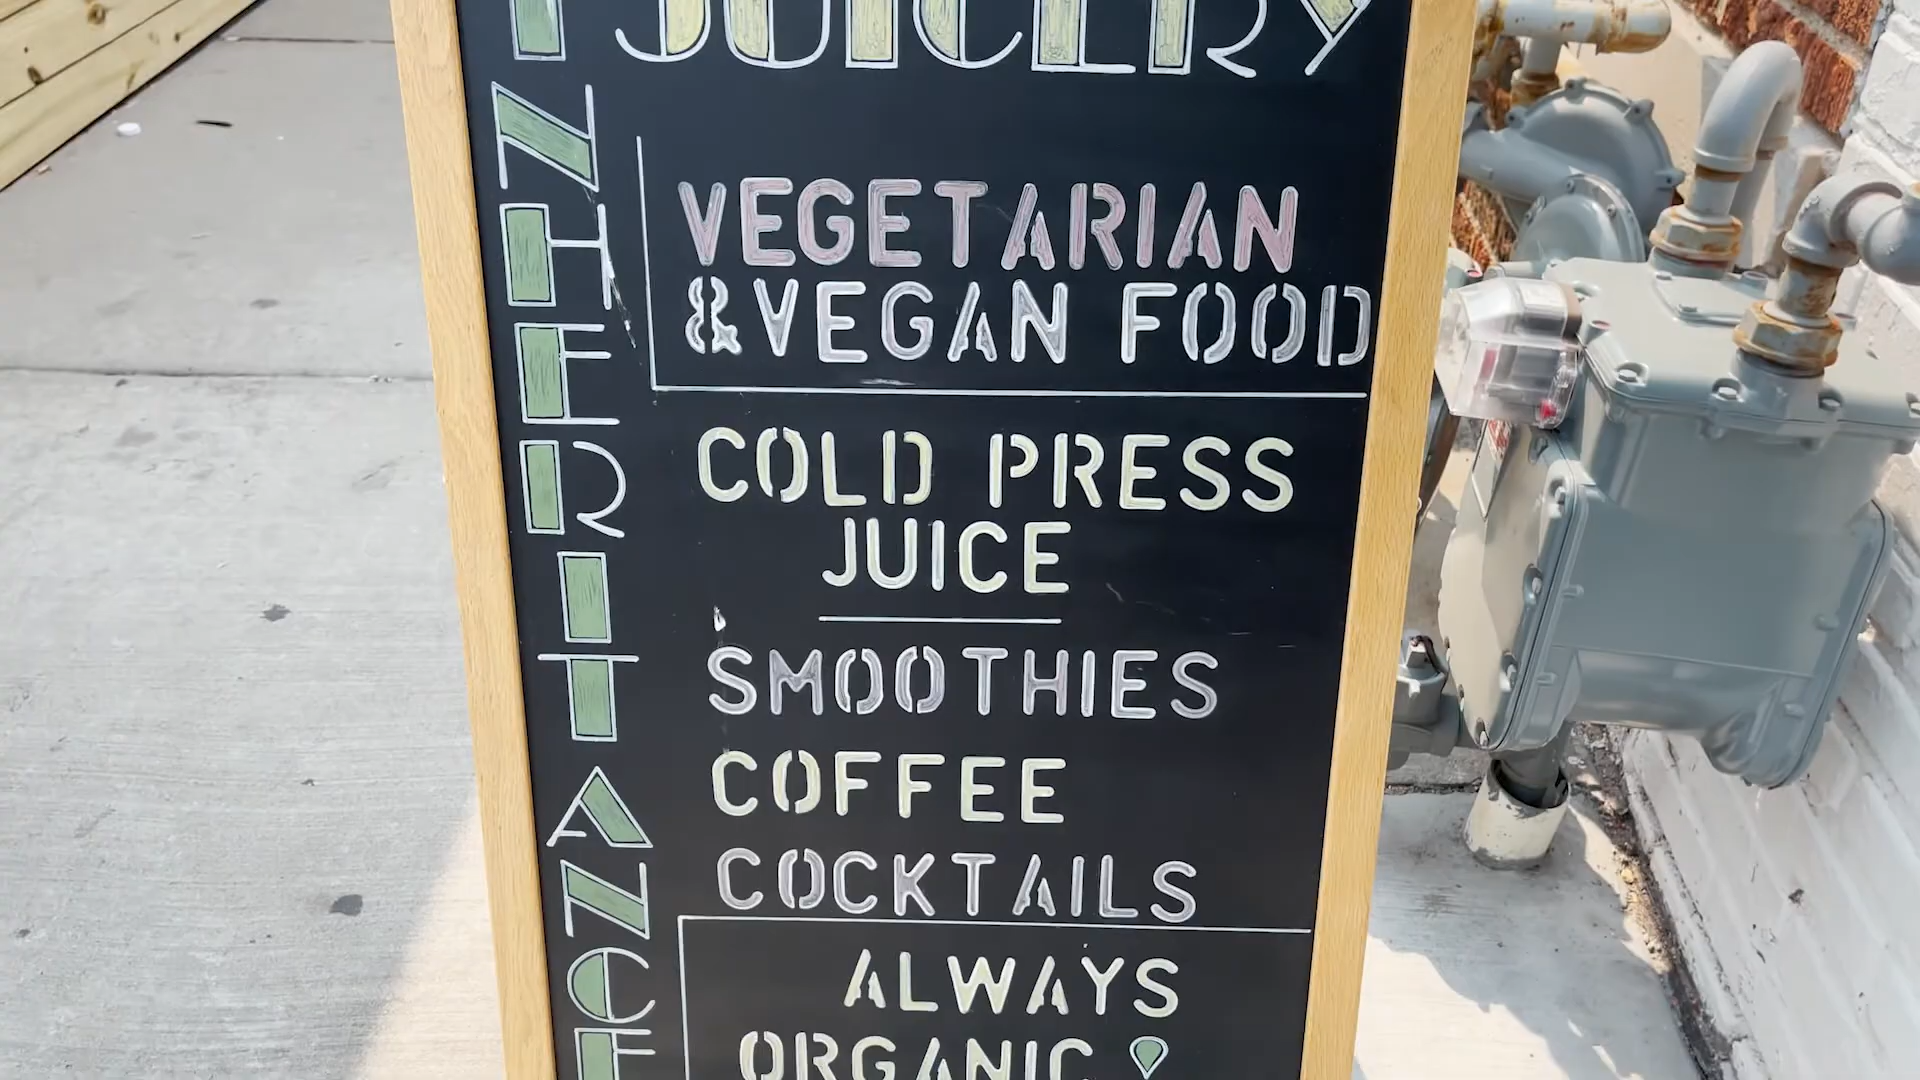 JUICERY
INHERITANCE
VEGETARIAN
&VEGAN FOOD
COLD PRESS
JUICE
SMOOTHIES
COFFEE
COCKTAILS
ALWAYS
ORGANIC